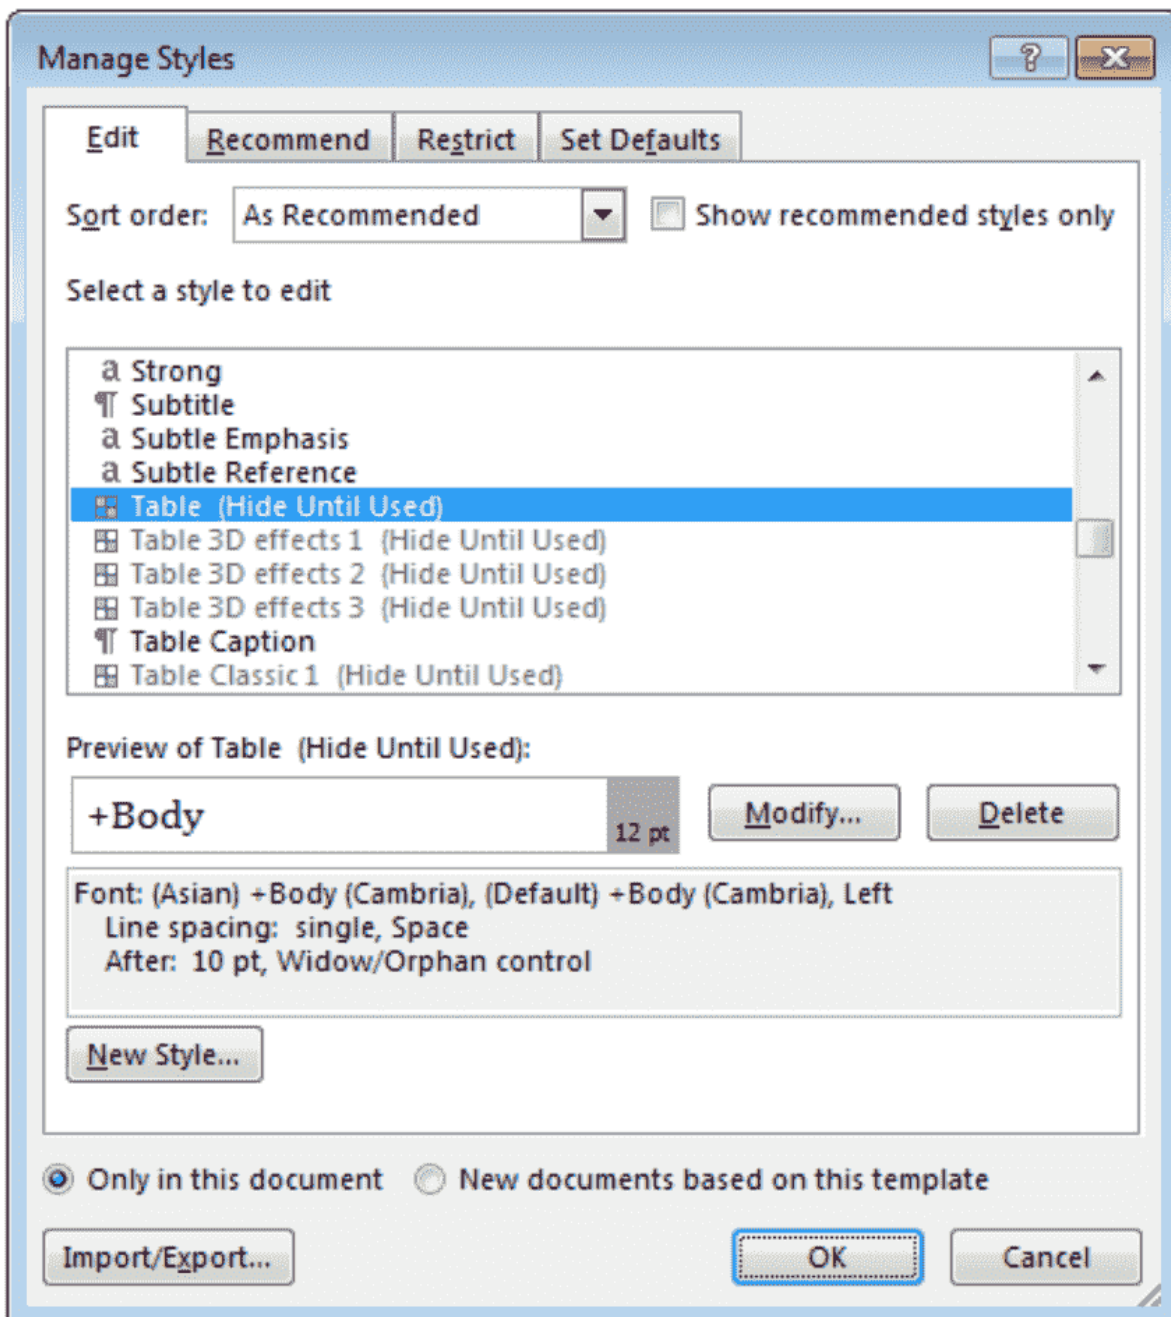 Manage Styles
Edit Recommend Restrict Set Defaults
Sort order: As Recommended Show recommended styles only
Select a style to edit
a Strong
¶ Subtitle
a Subtle Emphasis
a Subtle Reference
Table (Hide Until Used)
Table 3D effects 1 (Hide Until Used)
Table 3D effects 2 (Hide Until Used)
Table 3D effects 3 (Hide Until Used)
¶ Table Caption
Table Classic 1 (Hide Until Used)
Preview of Table (Hide Until Used):
+Body 12 pt Modify... Delete
Font: (Asian) +Body (Cambria), (Default) +Body (Cambria), Left
Line spacing: single, Space
After: 10 pt, Widow/Orphan control
New Style...
Only in this document New documents based on this template
Import/Export... OK Cancel